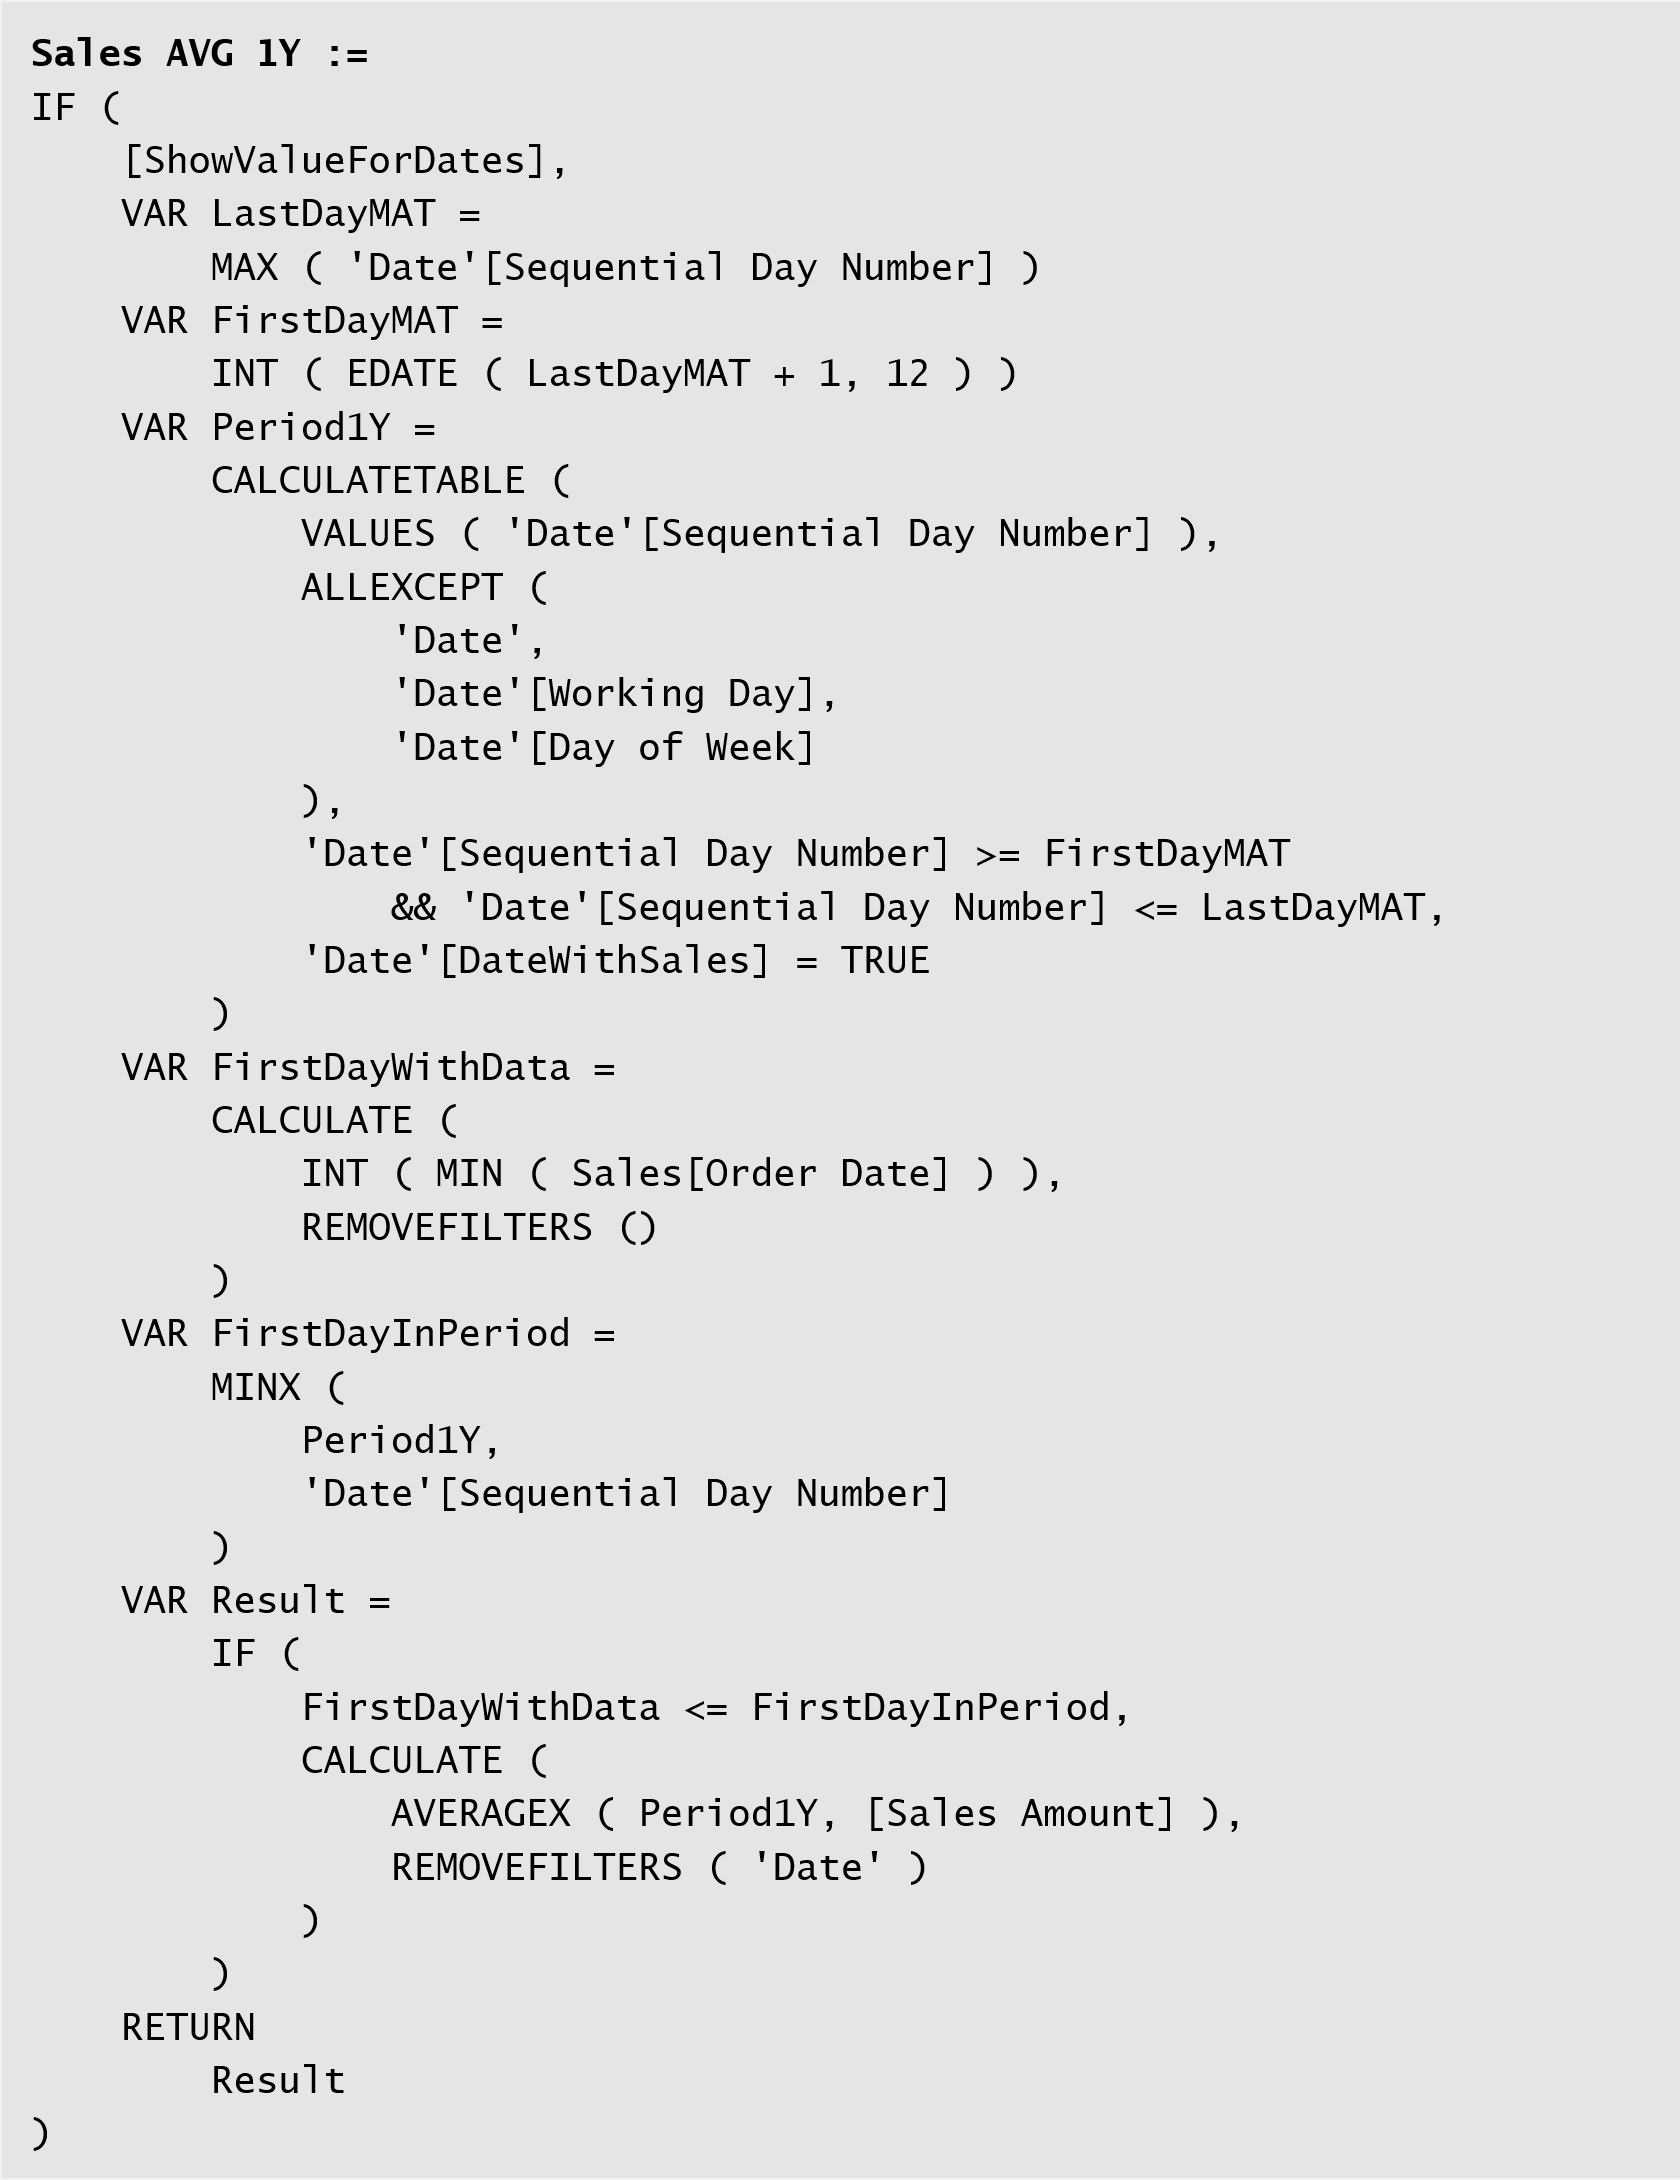 Sales AVG 1Y :=
IF (
    [ShowValueForDates],
    VAR LastDayMAT =
        MAX ( 'Date'[Sequential Day Number] )
    VAR FirstDayMAT =
        INT ( EDATE ( LastDayMAT + 1, 12 ) )
    VAR Period1Y =
        CALCULATETABLE (
            VALUES ( 'Date'[Sequential Day Number] ),
            ALLEXCEPT (
                'Date',
                'Date'[Working Day],
                'Date'[Day of Week]
            ),
            'Date'[Sequential Day Number] >= FirstDayMAT
                && 'Date'[Sequential Day Number] <= LastDayMAT,
            'Date'[DateWithSales] = TRUE
        )
    VAR FirstDayWithData =
        CALCULATE (
            INT ( MIN ( Sales[Order Date] ) ),
            REMOVEFILTERS ()
        )
    VAR FirstDayInPeriod =
        MINX (
            Period1Y,
            'Date'[Sequential Day Number]
        )
    VAR Result =
        IF (
            FirstDayWithData <= FirstDayInPeriod,
            CALCULATE (
                AVERAGEX ( Period1Y, [Sales Amount] ),
                REMOVEFILTERS ( 'Date' )
            )
        )
    RETURN
        Result
)